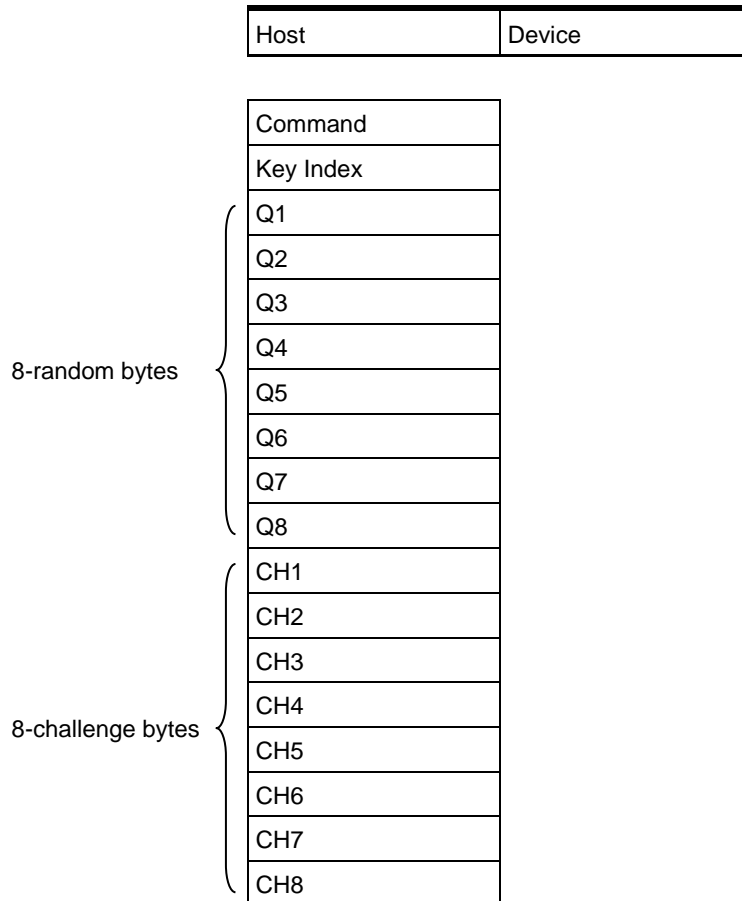 Host Device
Command
Key Index
Q1
Q2
Q3
Q4
8-random bytes
Q5
Q6
Q7
Q8
CH1
CH2
CH3
CH4
8-challenge bytes
CH5
CH6
CH7
CH8